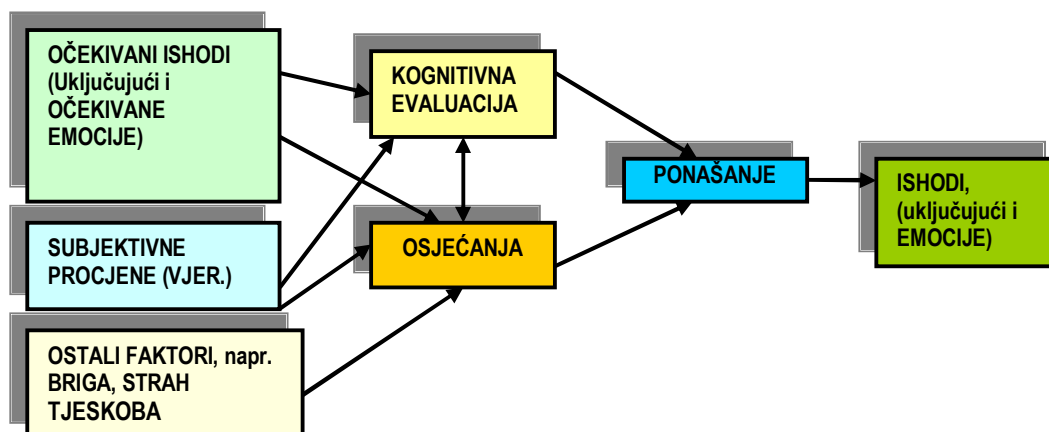 OČEKIVANI ISHODI
(Uključujući i
OČEKIVANE
EMOCIJE)
KOGNITIVNA
EVALUACIJA
PONAŠANJE
ISHODI,
(uključujući i
EMOCIJE)
SUBJEKTIVNE
PROCJENE (VJER.)
OSJEĆANJA
OSTALI FAKTORI, napr.
BRIGA, STRAH
TJESKOBA